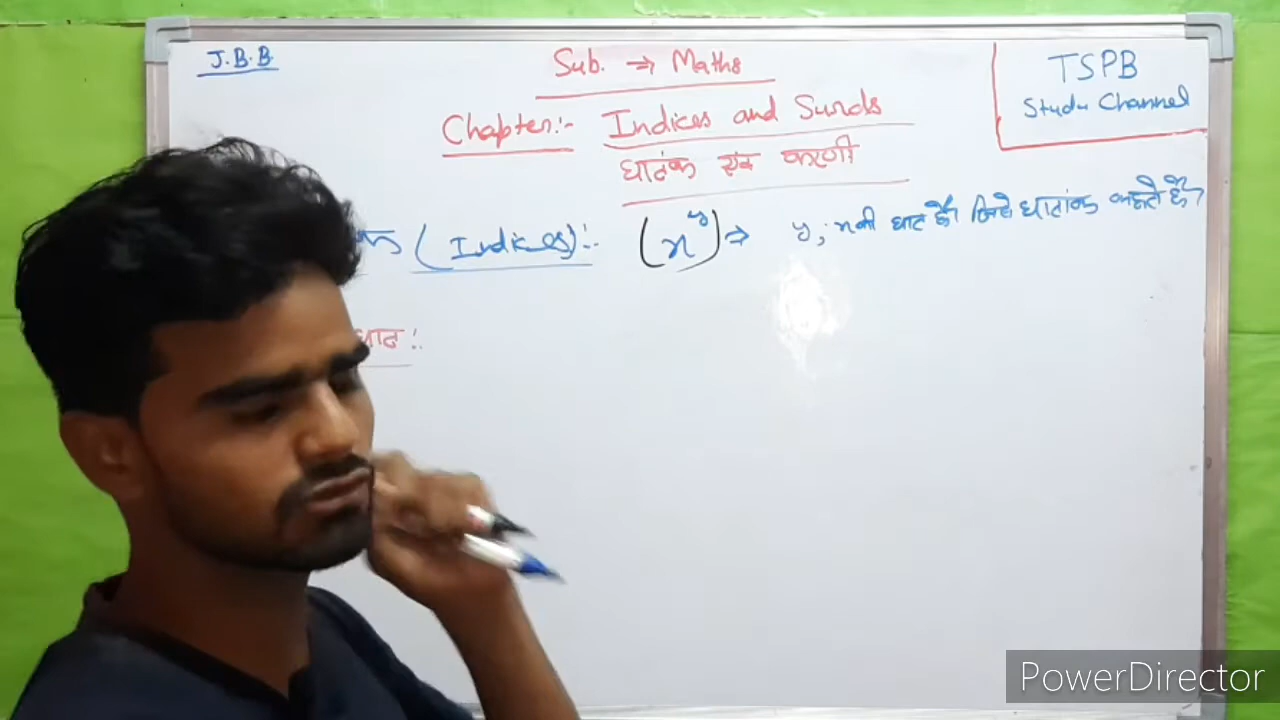 J.B.B
Sub. → Maths
TSPB
Study Channel
Chapter:- Indices and Surds
घातांक एवं करणी
(Indices):- (x^y) ⇒ y, x की घात है। जिसे घातांक कहते हैं।
घात :-
PowerDirector